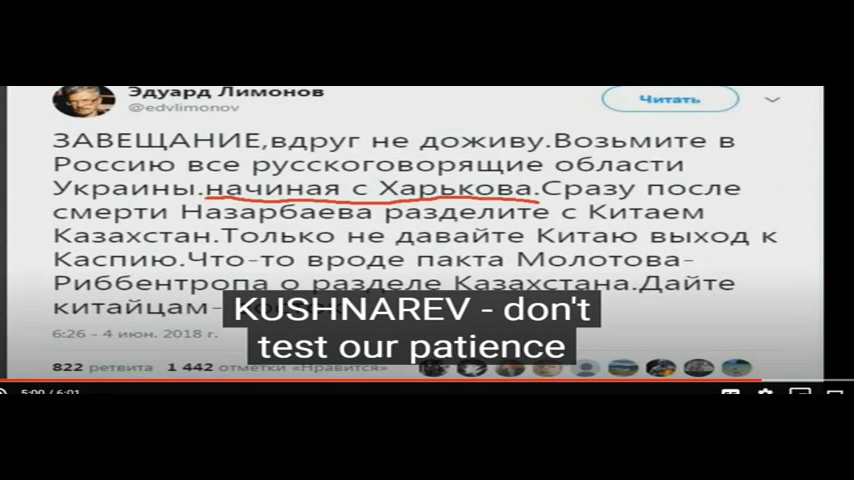 Эдуард Лимонов
@edvlimonov
Читать
ЗАВЕЩАНИЕ,вдруг не доживу.Возьмите в
Россию все русскоговорящие области
Украины.начиная с Харькова.Сразу после
смерти Назарбаева разделите с Китаем
Казахстан.Только не давайте Китаю выход к
Каспию.Что-то вроде пакта Молотова-
Риббентропа о разделе Казахстана.Дайте
китайцам-
KUSHNAREV - don't
test our patience
6:26 - 4 июн. 2018 г.
822 ретвита 1 442 отметки «Нравится»
5:00 / 6:01